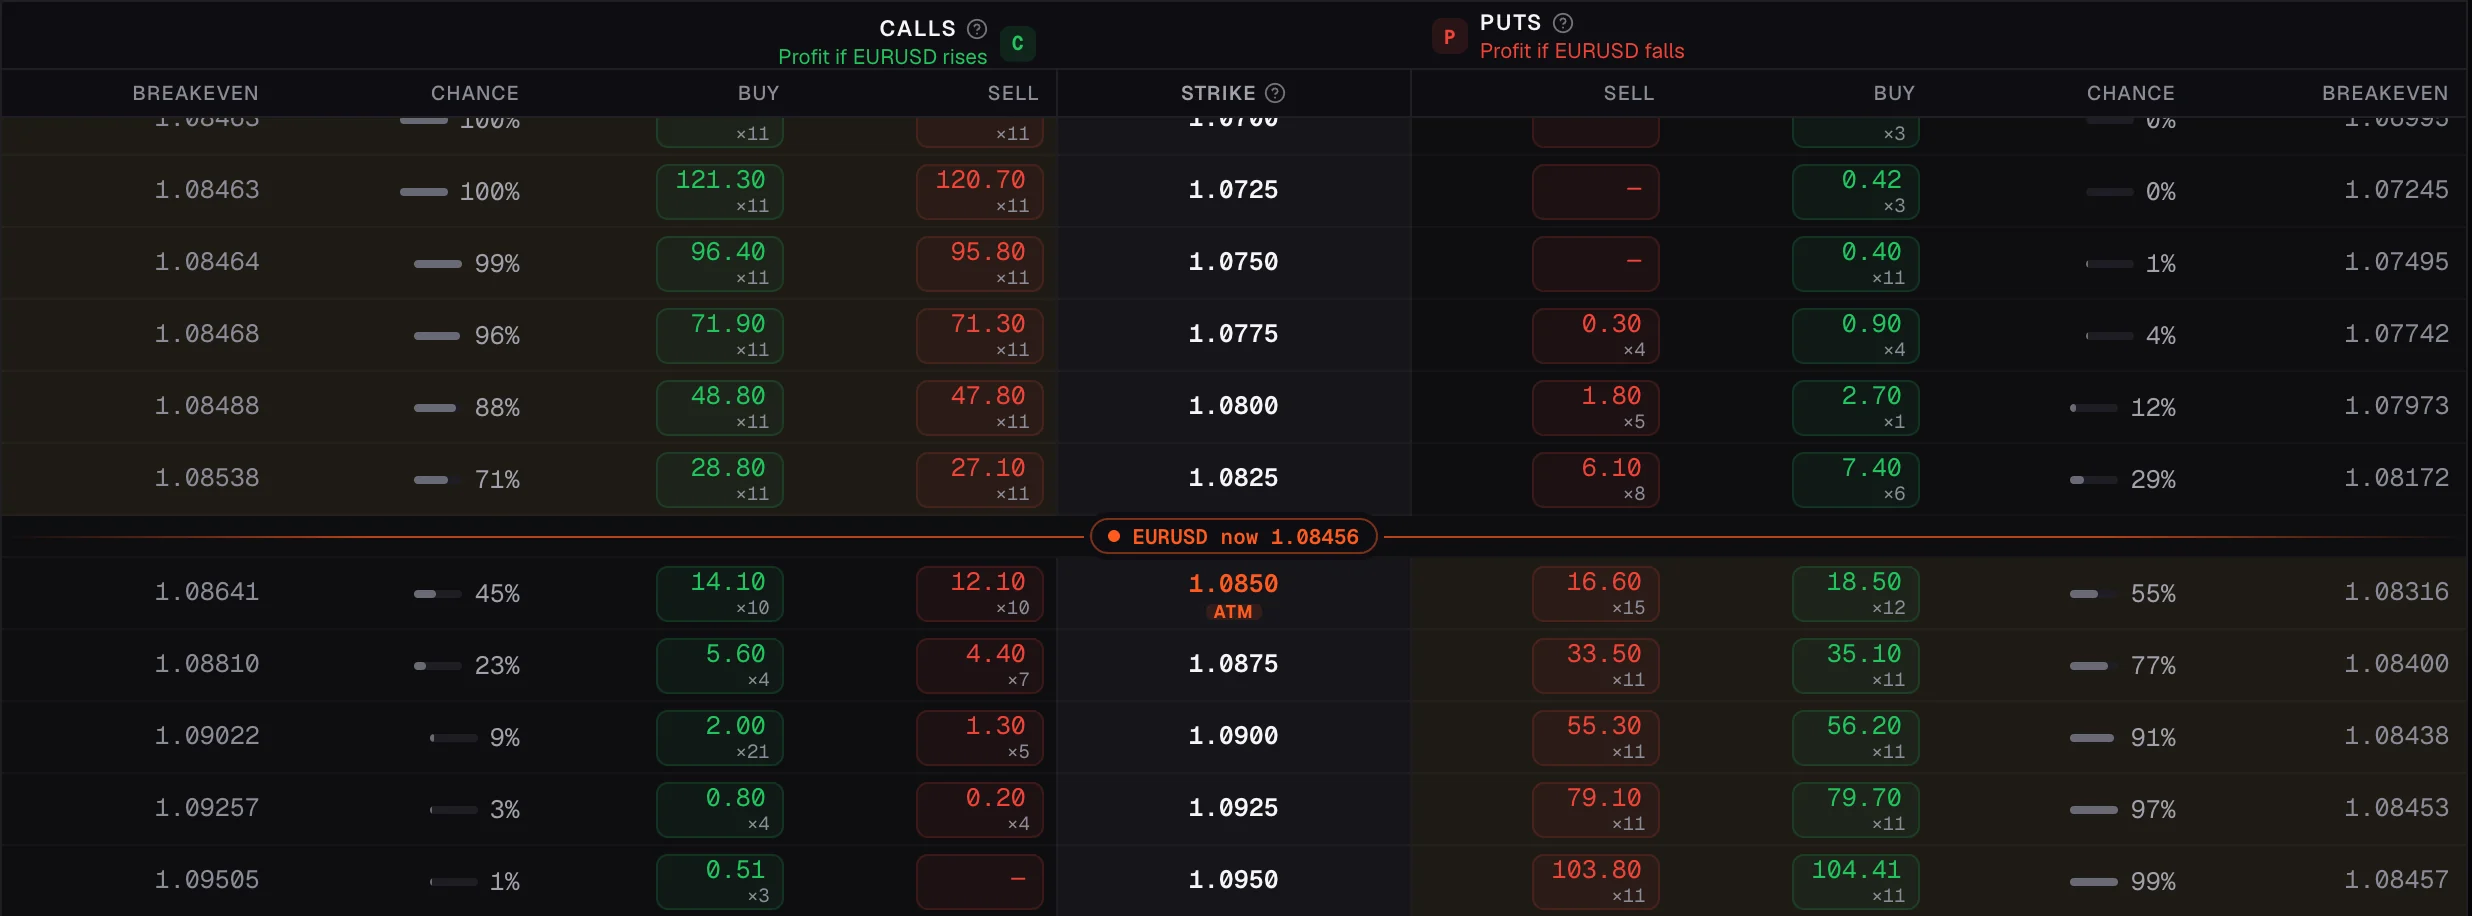 CALLS ?
Profit if EURUSD rises
C
P
PUTS ?
Profit if EURUSD falls
BREAKEVEN CHANCE BUY SELL STRIKE ? SELL BUY CHANCE BREAKEVEN
1.08463 100% ×11 ×11 1.0700 ×3 0% 1.06995
1.08463 100% 121.30 ×11 120.70 ×11 1.0725 – 0.42 ×3 0% 1.07245
1.08464 99% 96.40 ×11 95.80 ×11 1.0750 – 0.40 ×11 1% 1.07495
1.08468 96% 71.90 ×11 71.30 ×11 1.0775 0.30 ×4 0.90 ×4 4% 1.07742
1.08488 88% 48.80 ×11 47.80 ×11 1.0800 1.80 ×5 2.70 ×1 12% 1.07973
1.08538 71% 28.80 ×11 27.10 ×11 1.0825 6.10 ×8 7.40 ×6 29% 1.08172
EURUSD now 1.08456
1.08641 45% 14.10 ×10 12.10 ×10 1.0850 ATM 16.60 ×15 18.50 ×12 55% 1.08316
1.08810 23% 5.60 ×4 4.40 ×7 1.0875 33.50 ×11 35.10 ×11 77% 1.08400
1.09022 9% 2.00 ×21 1.30 ×5 1.0900 55.30 ×11 56.20 ×11 91% 1.08438
1.09257 3% 0.80 ×4 0.20 ×4 1.0925 79.10 ×11 79.70 ×11 97% 1.08453
1.09505 1% 0.51 ×3 – 1.0950 103.80 ×11 104.41 ×11 99% 1.08457